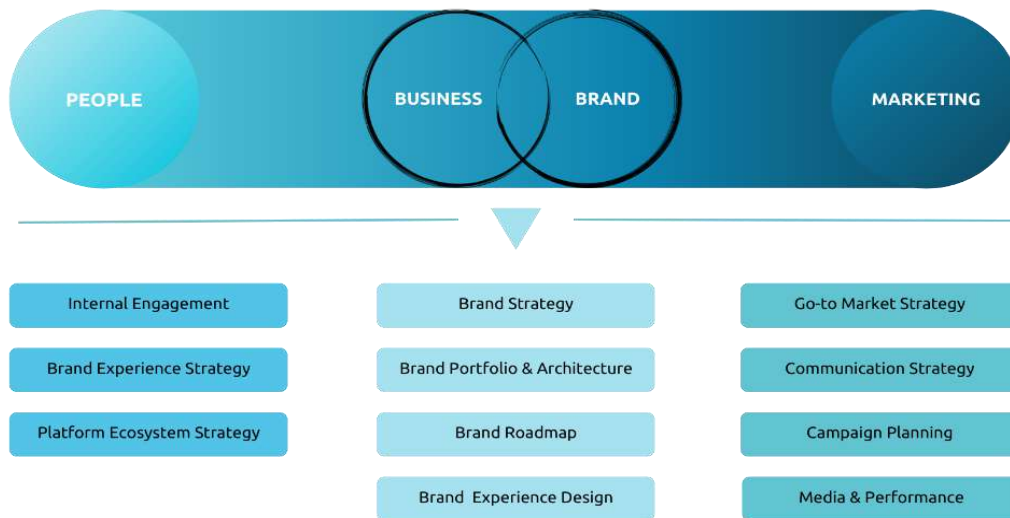 PEOPLE
BUSINESS
BRAND
MARKETING
Internal Engagement
Brand Strategy
Go-to Market Strategy
Brand Experience Strategy
Brand Portfolio & Architecture
Communication Strategy
Platform Ecosystem Strategy
Brand Roadmap
Campaign Planning
Brand Experience Design
Media & Performance